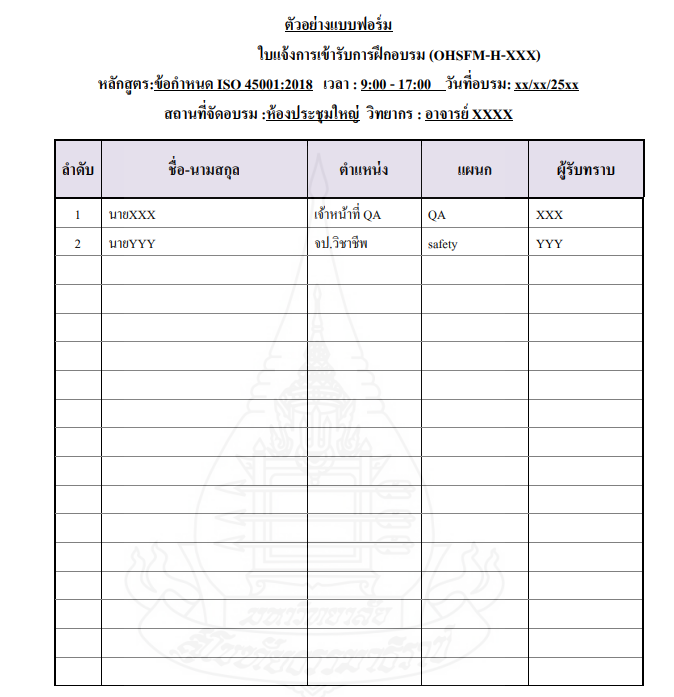 ตัวอย่างแบบฟอร์ม
ใบแจ้งการเข้ารับการฝึกอบรม (OHSFM-H-XXX)
หลักสูตร:ข้อกำหนด ISO 45001:2018 เวลา : 9:00 - 17:00 วันที่อบรม: xx/xx/25xx
สถานที่จัดอบรม :ห้องประชุมใหญ่ วิทยากร : อาจารย์ XXXX
ลำดับ ชื่อ-นามสกุล ตำแหน่ง แผนก ผู้รับทราบ
1 นายXXX เจ้าหน้าที่ QA QA XXX
2 นายYYY จป.วิชาชีพ safety YYY
มหาวิทยาลัย
สุโขทัยธรรมาธิราช